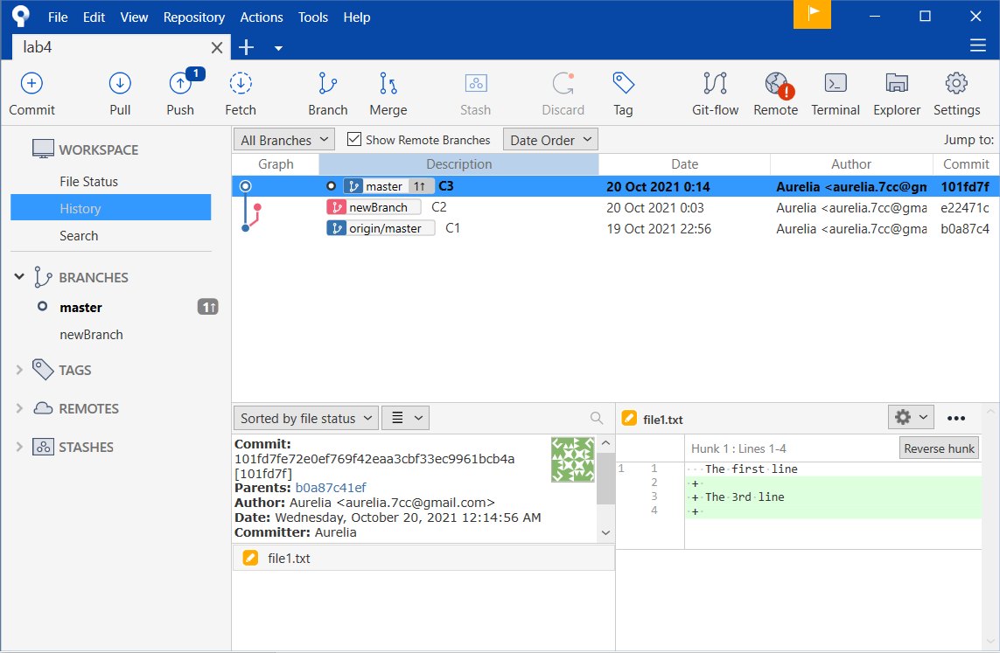 File Edit View Repository Actions Tools Help
lab4
1
Commit Pull Push Fetch Branch Merge Stash Discard Tag Git-flow Remote Terminal Explorer Settings
WORKSPACE
File Status
History
Search
BRANCHES
master 1↑
newBranch
TAGS
REMOTES
STASHES
All Branches Show Remote Branches Date Order Jump to:
Graph Description Date Author Commit
master 1↑ C3 20 Oct 2021 0:14 Aurelia <aurelia.7cc@gm 101fd7f
newBranch C2 20 Oct 2021 0:03 Aurelia <aurelia.7cc@gma e22471c
origin/master C1 19 Oct 2021 22:56 Aurelia <aurelia.7cc@gma b0a87c4
Sorted by file status
Commit:
101fd7fe72e0ef769f42eaa3cbf33ec9961bcb4a
[101fd7f]
Parents: b0a87c41ef
Author: Aurelia <aurelia.7cc@gmail.com>
Date: Wednesday, October 20, 2021 12:14:56 AM
Committer: Aurelia
file1.txt
file1.txt
Hunk 1 : Lines 1-4 Reverse hunk
1 1 The first line
2 +
3 + The 3rd line
4 +